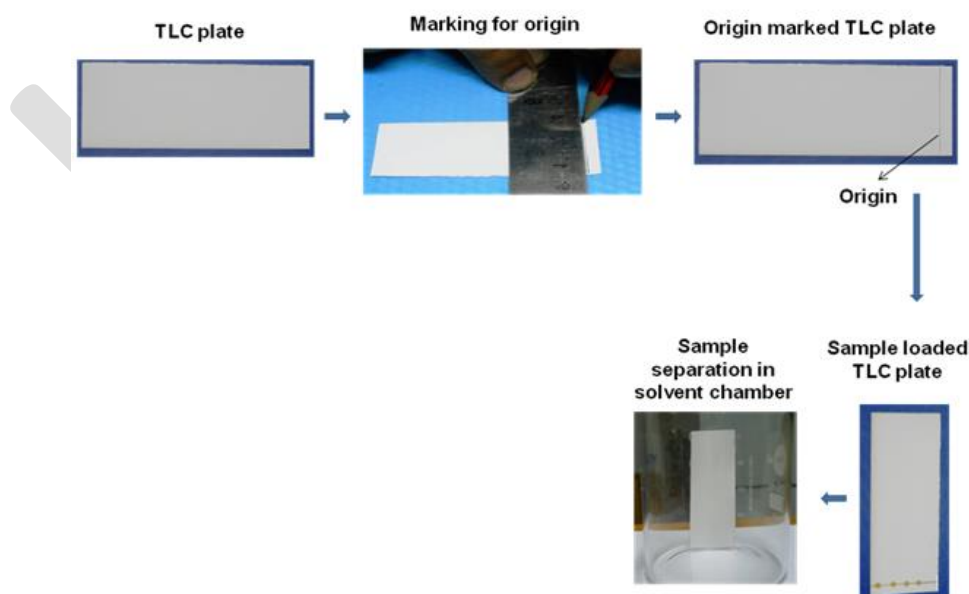 TLC plate
Marking for origin
Origin marked TLC plate
Origin
Sample
separation in
solvent chamber
Sample loaded
TLC plate